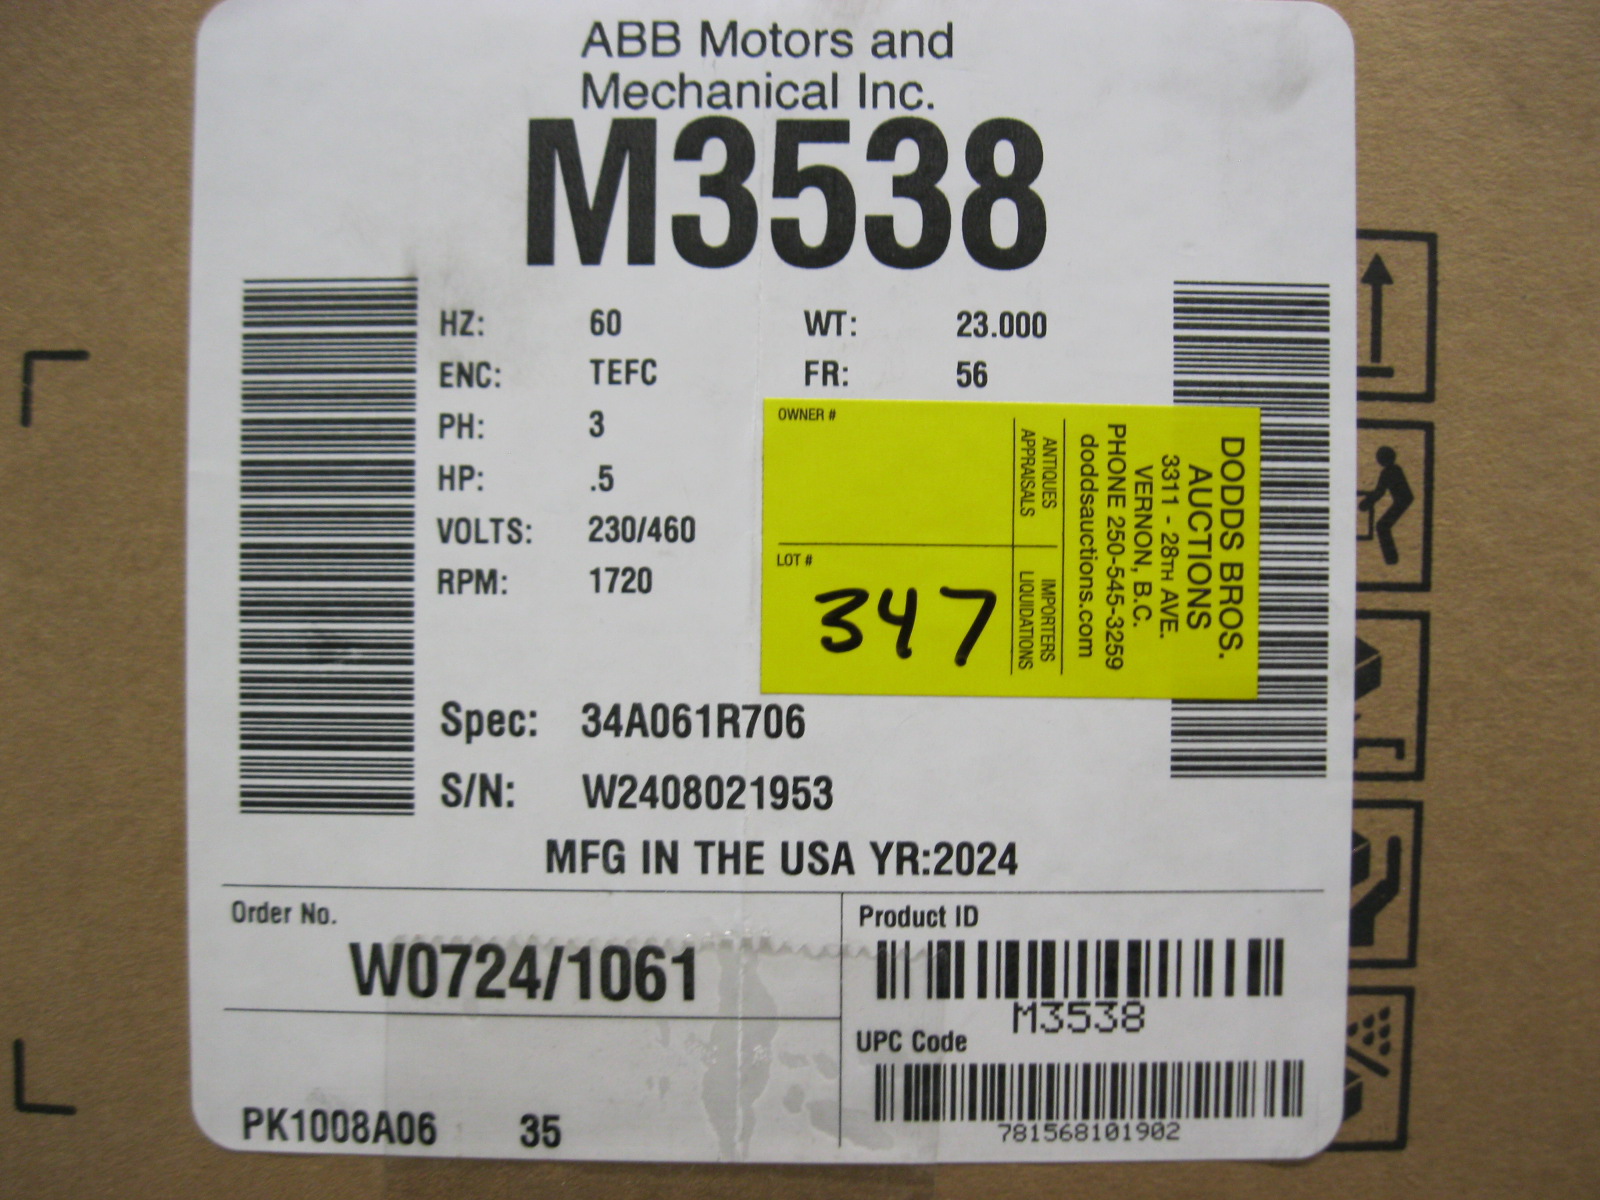 ABB Motors and
Mechanical Inc.
M3538
HZ: 60 WT: 23.000
ENC: TEFC FR: 56
PH: 3
HP: .5
VOLTS: 230/460
RPM: 1720
OWNER #
LOT #
347
ANTIQUES
APPRAISALS
IMPORTERS
LIQUIDATIONS
DODDS BROS.
AUCTIONS
3311 - 28TH AVE.
VERNON, B.C.
PHONE 250-545-3259
doddsauctions.com
Spec: 34A061R706
S/N: W2408021953
MFG IN THE USA YR:2024
Order No.
W0724/1061
Product ID
M3538
UPC Code
781568101902
PK1008A06 35